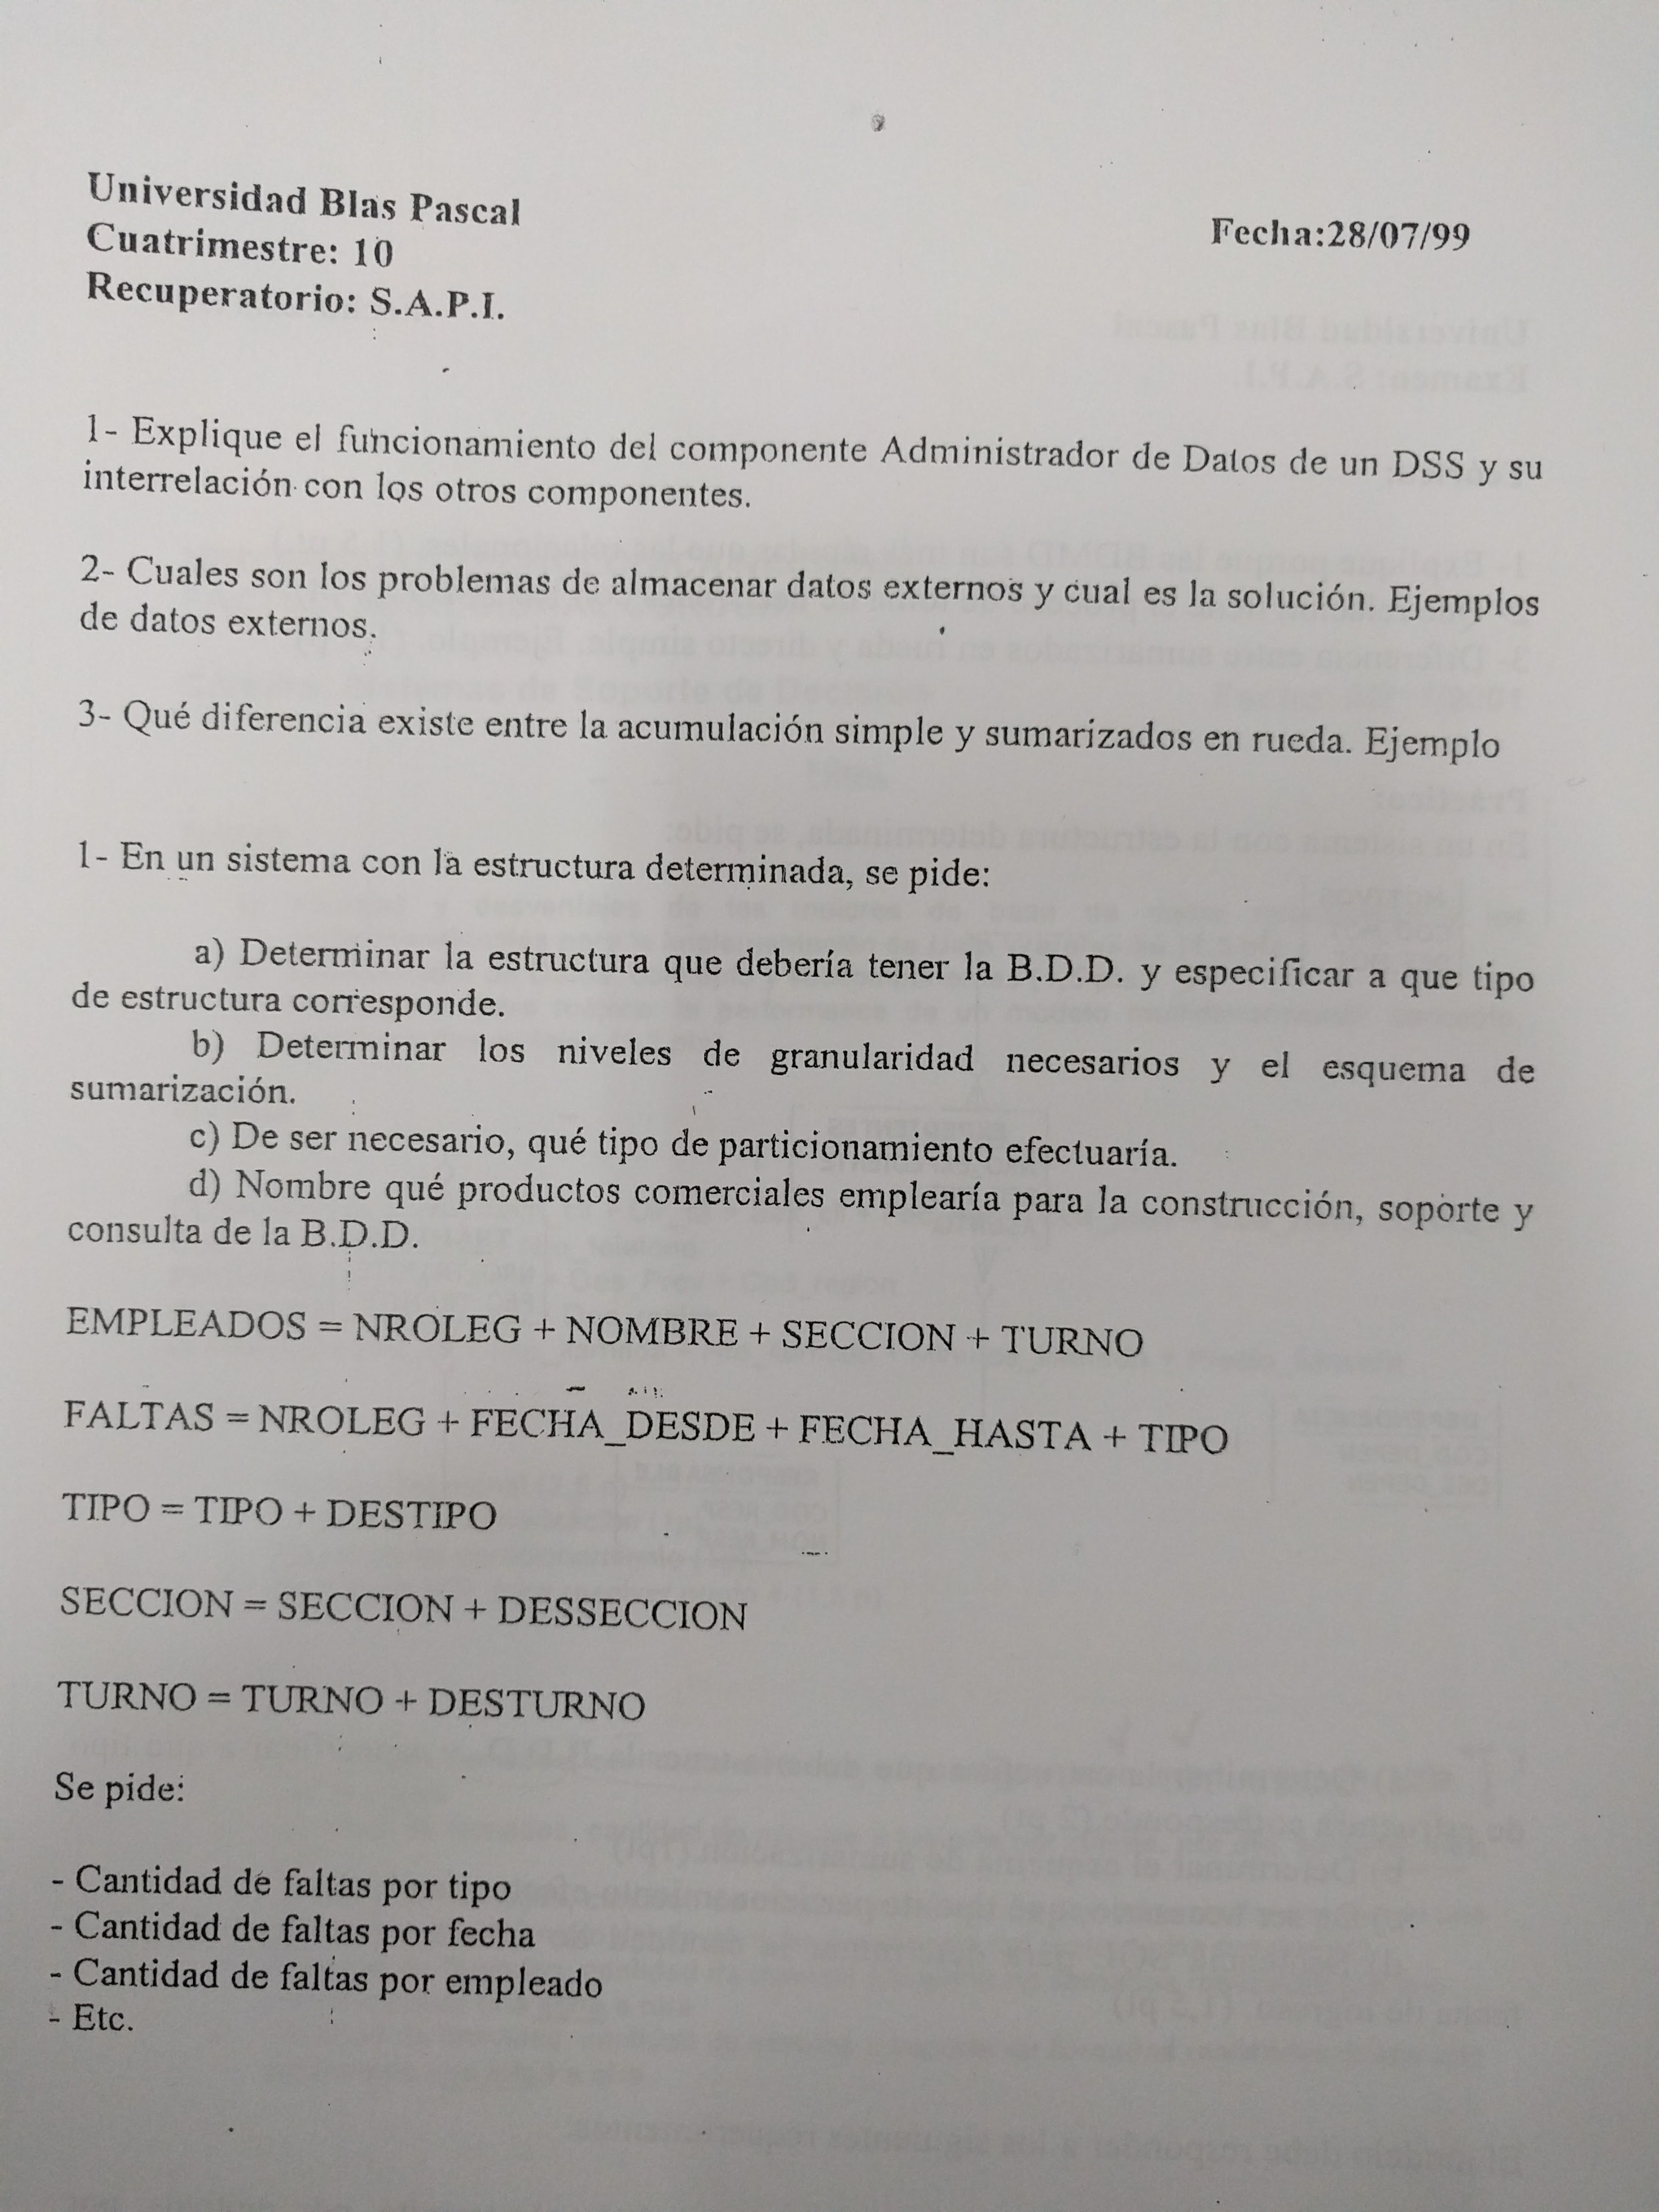 Universidad Blas Pascal
Cuatrimestre: 10
Fecha:28/07/99
Recuperatorio: S.A.P.I.
1- Explique el funcionamiento del componente Administrador de Datos de un DSS y su
interrelación con los otros componentes.
2- Cuales son los problemas de almacenar datos externos y cual es la solución. Ejemplos
de datos externos.
3- Qué diferencia existe entre la acumulación simple y sumarizados en rueda. Ejemplo
1- En un sistema con la estructura determinada, se pide:
a) Determinar la estructura que debería tener la B.D.D. y especificar a que tipo
de estructura corresponde.
b) Determinar los niveles de granularidad necesarios y el esquema de
sumarización.
c) De ser necesario, qué tipo de particionamiento efectuaría.
d) Nombre qué productos comerciales emplearía para la construcción, soporte y
consulta de la B.D.D.
EMPLEADOS = NROLEG + NOMBRE + SECCION + TURNO
FALTAS = NROLEG + FECHA_DESDE + FECHA_HASTA + TIPO
TIPO = TIPO + DESTIPO
SECCION = SECCION + DESSECCION
TURNO = TURNO + DESTURNO
Se pide:
- Cantidad de faltas por tipo
- Cantidad de faltas por fecha
- Cantidad de faltas por empleado
- Etc.